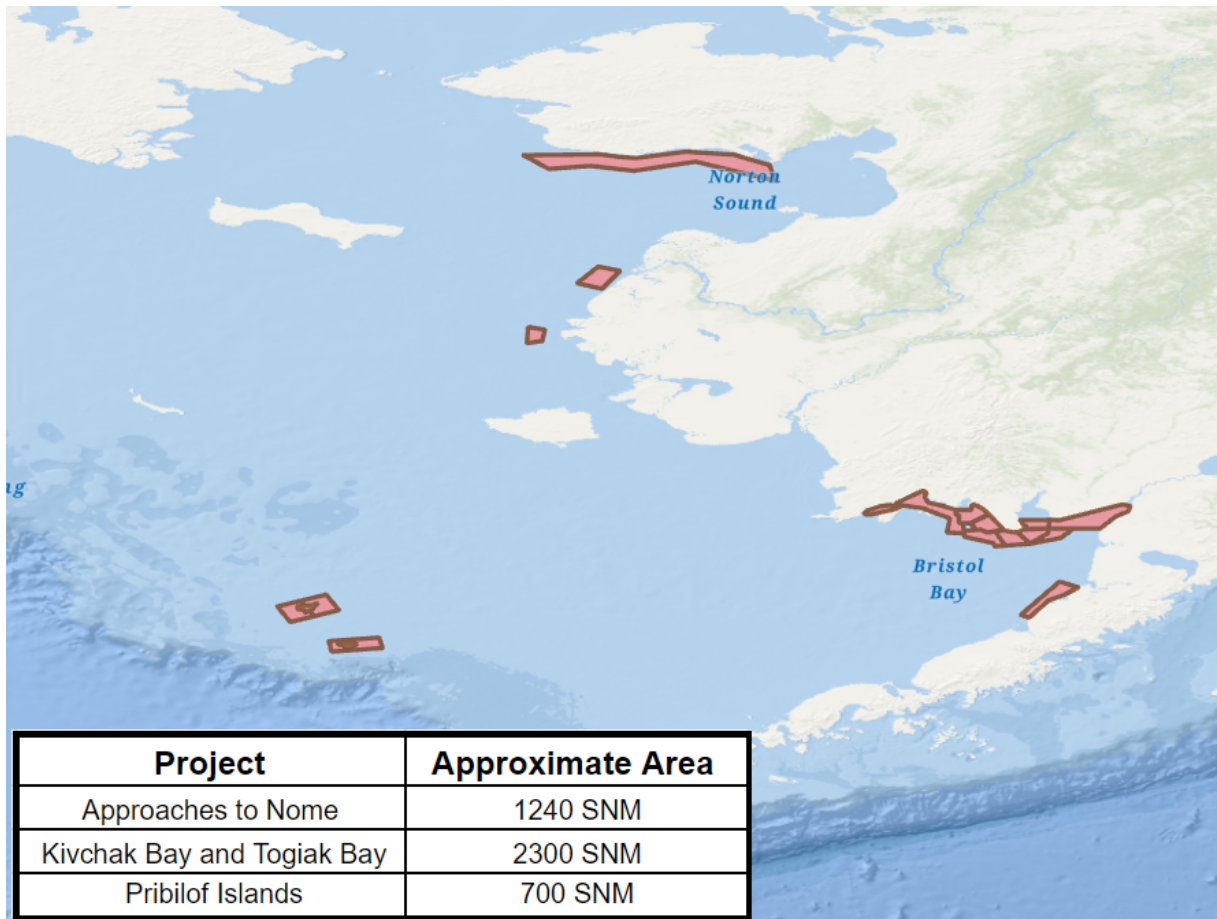 Norton
Sound
ng
Bristol
Bay
Project Approximate Area
Approaches to Nome 1240 SNM
Kivchak Bay and Togiak Bay 2300 SNM
Pribilof Islands 700 SNM